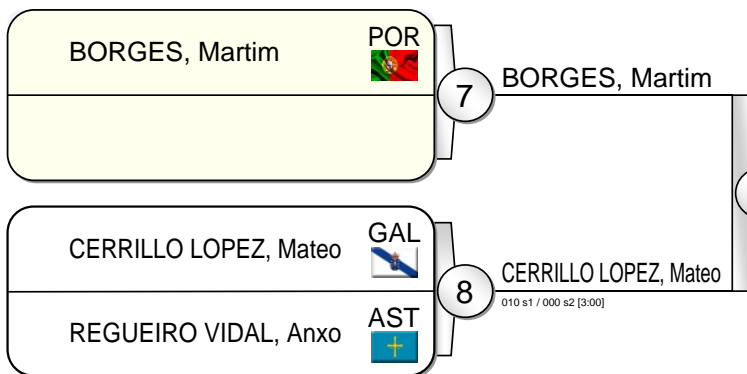 BORGES, Martim POR
7 BORGES, Martim
CERRILLO LOPEZ, Mateo GAL
8 CERRILLO LOPEZ, Mateo
010 s1 / 000 s2 [3:00]
REGUEIRO VIDAL, Anxo AST